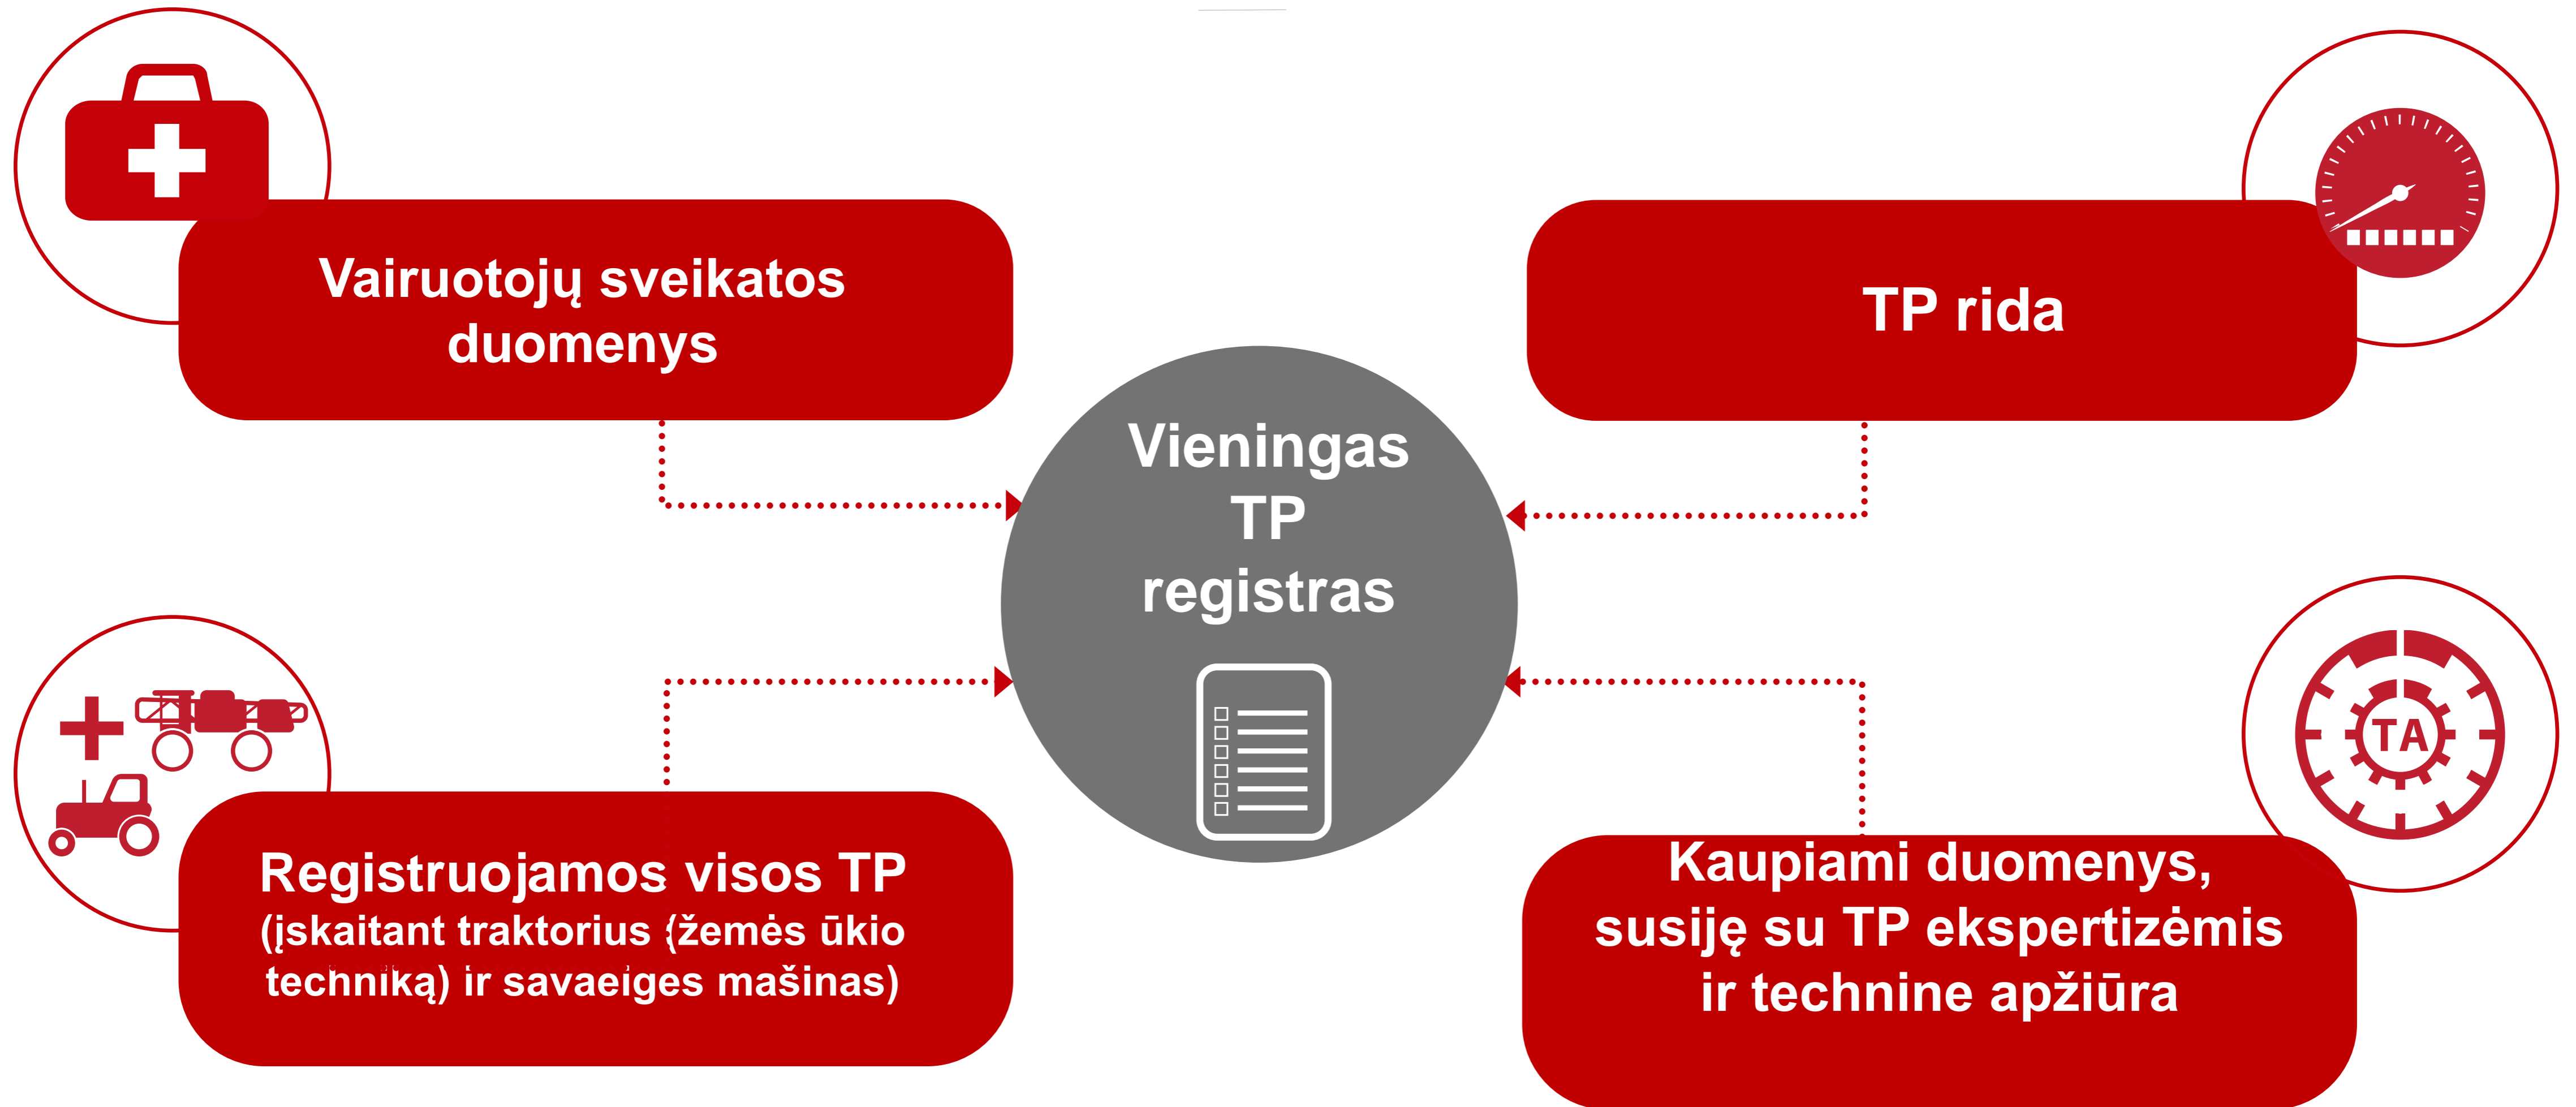 Vairuotojų sveikatos
duomenys
TP rida
Vieningas
TP
registras
TA
Registruojamos visos TP
(įskaitant traktorius (žemės ūkio
techniką) ir savaeiges mašinas)
Kaupiami duomenys,
susiję su TP ekspertizėmis
ir technine apžiūra